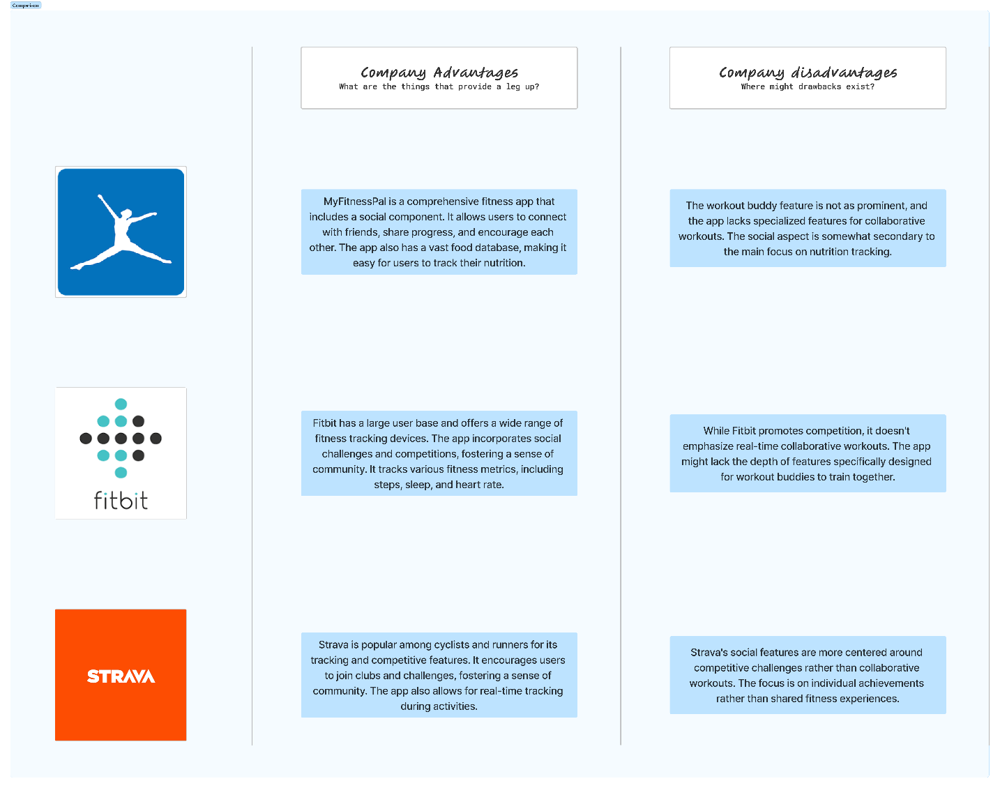 Comparison
Company Advantages
What are the things that provide a leg up?
Company disadvantages
Where might drawbacks exist?
MyFitnessPal is a comprehensive fitness app that
includes a social component. It allows users to connect
with friends, share progress, and encourage each
other. The app also has a vast food database, making it
easy for users to track their nutrition.
The workout buddy feature is not as prominent, and
the app lacks specialized features for collaborative
workouts. The social aspect is somewhat secondary to
the main focus on nutrition tracking.
fitbit
Fitbit has a large user base and offers a wide range of
fitness tracking devices. The app incorporates social
challenges and competitions, fostering a sense of
community. It tracks various fitness metrics, including
steps, sleep, and heart rate.
While Fitbit promotes competition, it doesn't
emphasize real-time collaborative workouts. The app
might lack the depth of features specifically designed
for workout buddies to train together.
STRAVA
Strava is popular among cyclists and runners for its
tracking and competitive features. It encourages users
to join clubs and challenges, fostering a sense of
community. The app also allows for real-time tracking
during activities.
Strava's social features are more centered around
competitive challenges rather than collaborative
workouts. The focus is on individual achievements
rather than shared fitness experiences.